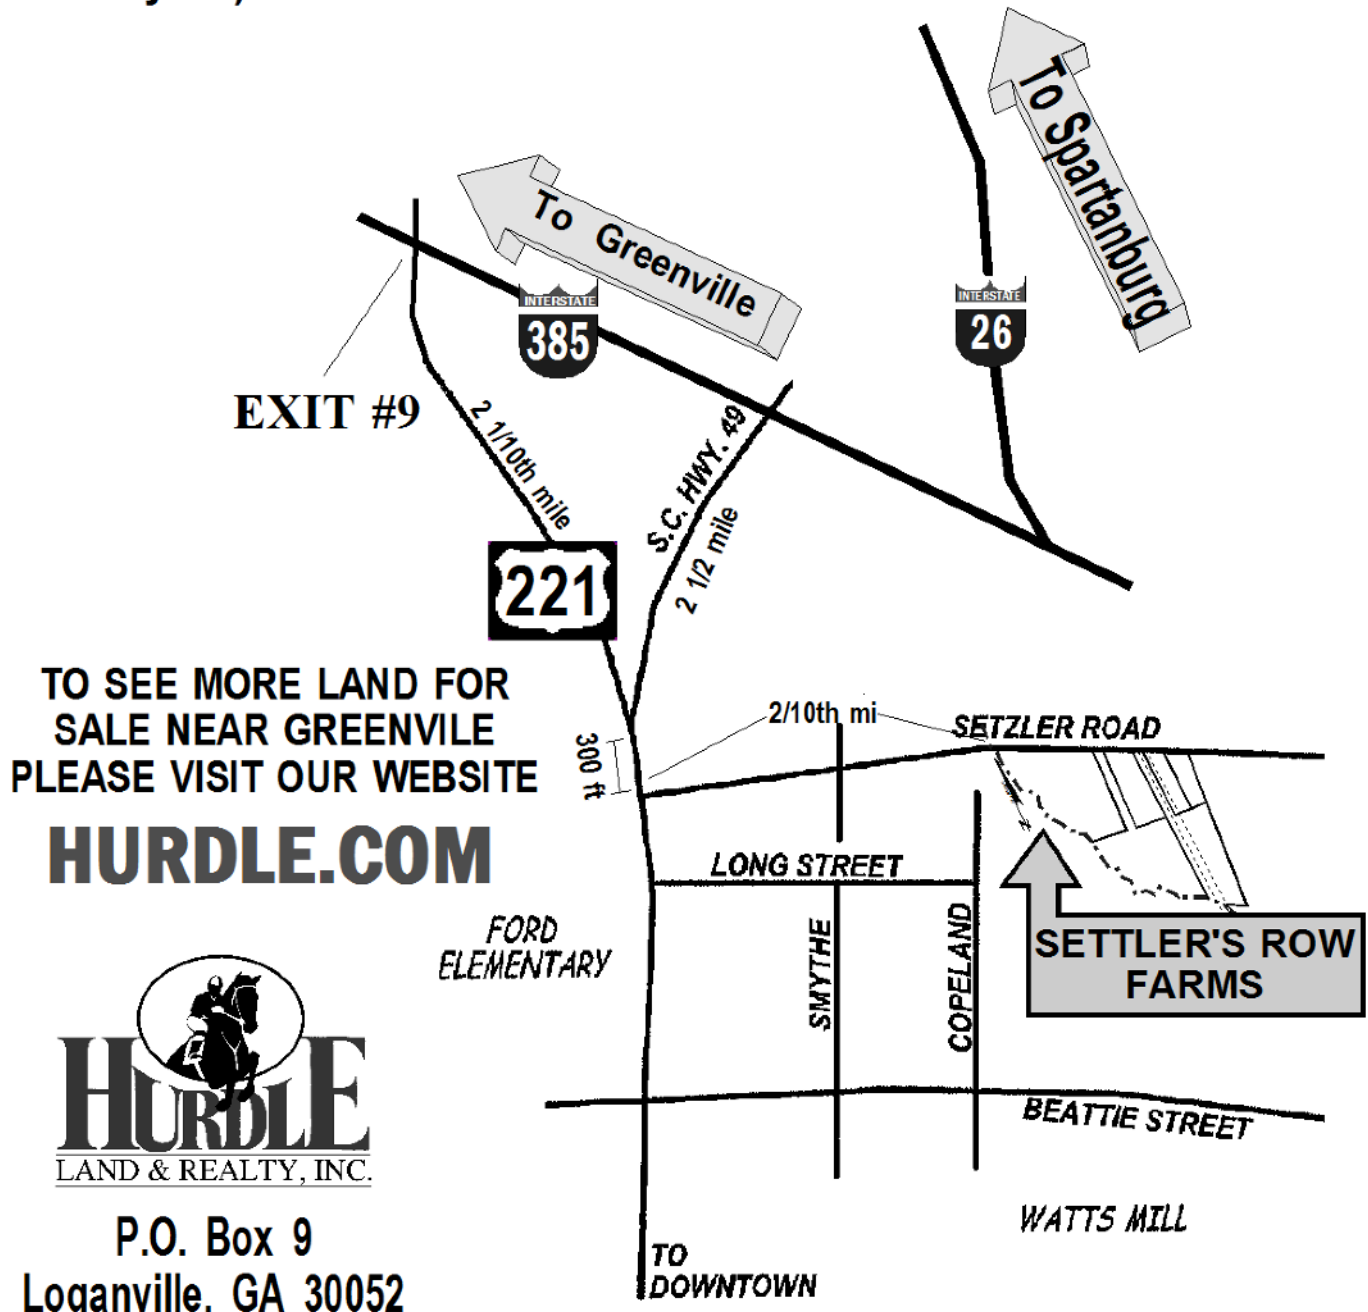 To Spartanburg
To Greenville
INTERSTATE
385
INTERSTATE
26
EXIT #9
2 1/10th mile
S.C. HWY. 49
2 1/2 mile
221
TO SEE MORE LAND FOR
SALE NEAR GREENVILE
PLEASE VISIT OUR WEBSITE
HURDLE.COM
300 ft
2/10th mi
SETZLER ROAD
LONG STREET
FORD
ELEMENTARY
SMYTHE
COPELAND
SETTLER'S ROW
FARMS
BEATTIE STREET
WATTS MILL
HURDLE
LAND & REALTY, INC.
P.O. Box 9
Loganville, GA 30052
TO
DOWNTOWN